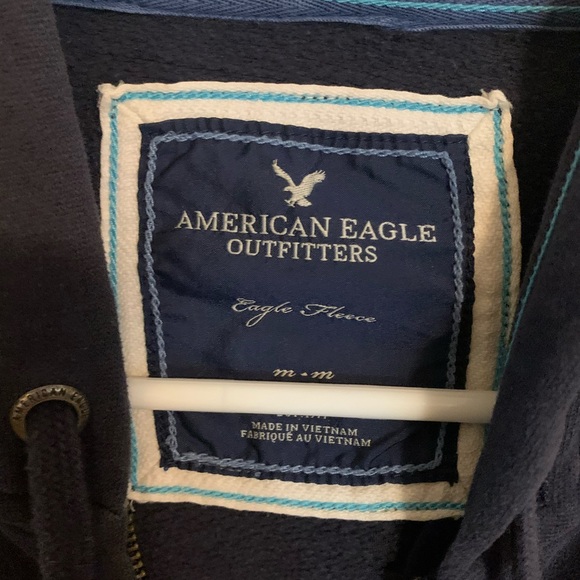 AMERICAN EAGLE
OUTFITTERS
Eagle Fleece
m • m
MADE IN VIETNAM
FABRIQUÉ AU VIETNAM
AMERICAN EAGLE